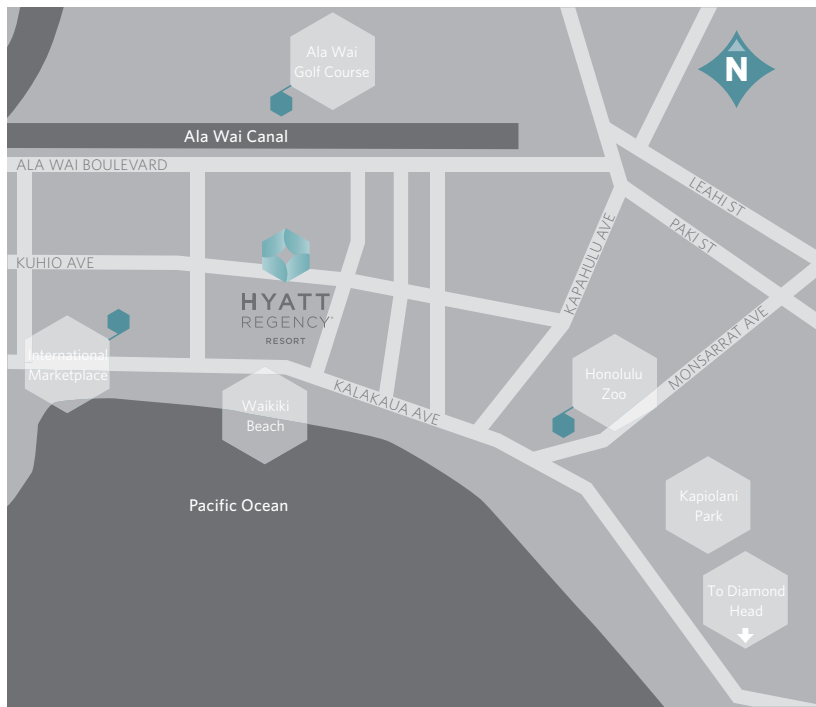 Ala Wai
Golf Course
N
Ala Wai Canal
ALA WAI BOULEVARD
LEAHI ST
PAKI ST
KAPAHULU AVE
KUHIO AVE
HYATT
REGENCY®
RESORT
MONSARRAT AVE
International
Marketplace
Honolulu
Zoo
KALAKAUA AVE
Waikiki
Beach
Pacific Ocean
Kapiolani
Park
To Diamond
Head